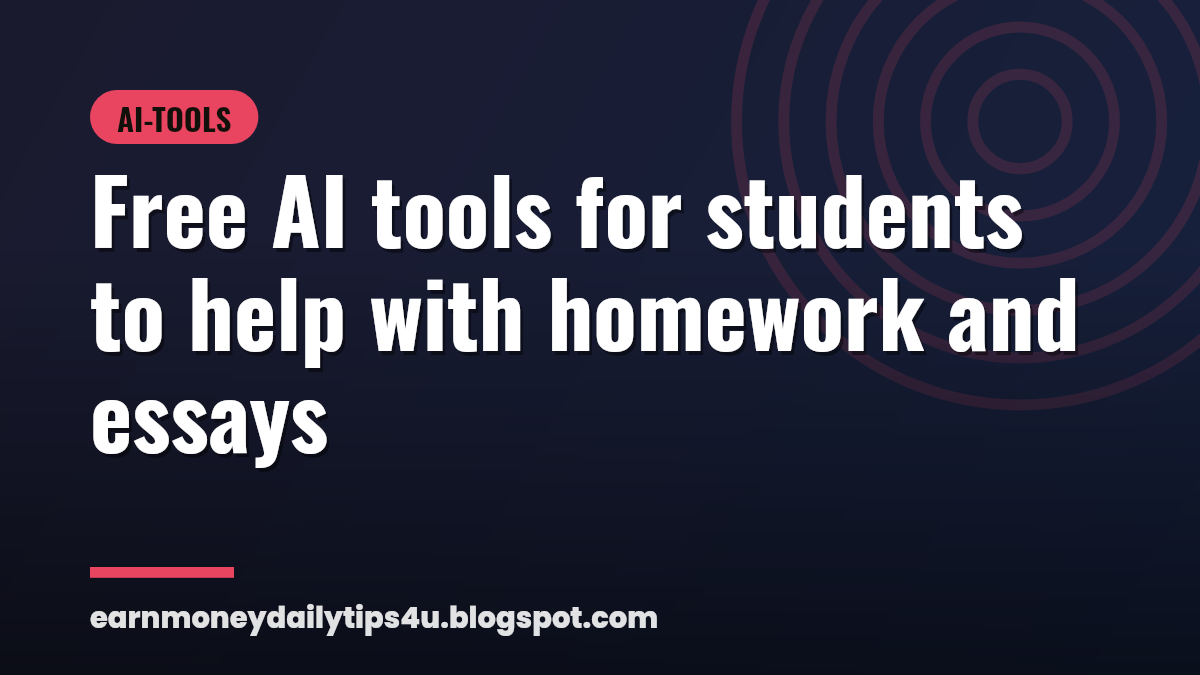 AI-TOOLS
Free AI tools for students
to help with homework and
essays
earnmoneydailytips4u.blogspot.com